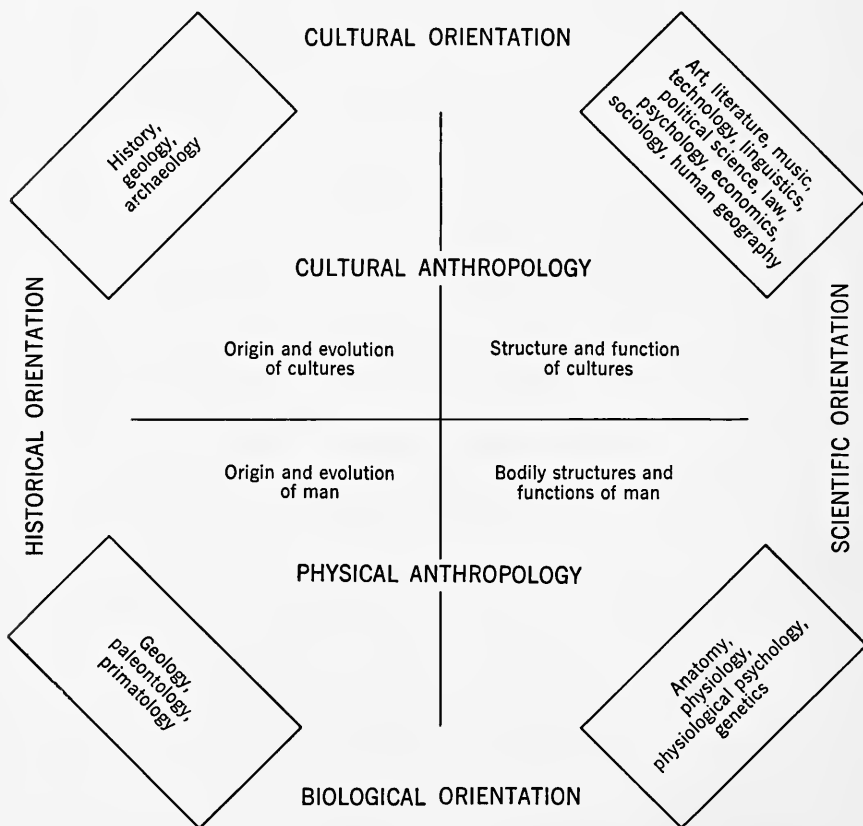 CULTURAL ORIENTATION
History,
geology,
archaeology
Art, literature, music,
technology, linguistics,
political science, law,
psychology, economics,
sociology, human geography
CULTURAL ANTHROPOLOGY
HISTORICAL ORIENTATION
Origin and evolution
of cultures
Structure and function
of cultures
SCIENTIFIC ORIENTATION
Origin and evolution
of man
Bodily structures and
functions of man
PHYSICAL ANTHROPOLOGY
Geology,
paleontology,
primatology
Anatomy,
physiology,
physiological psychology,
genetics
BIOLOGICAL ORIENTATION